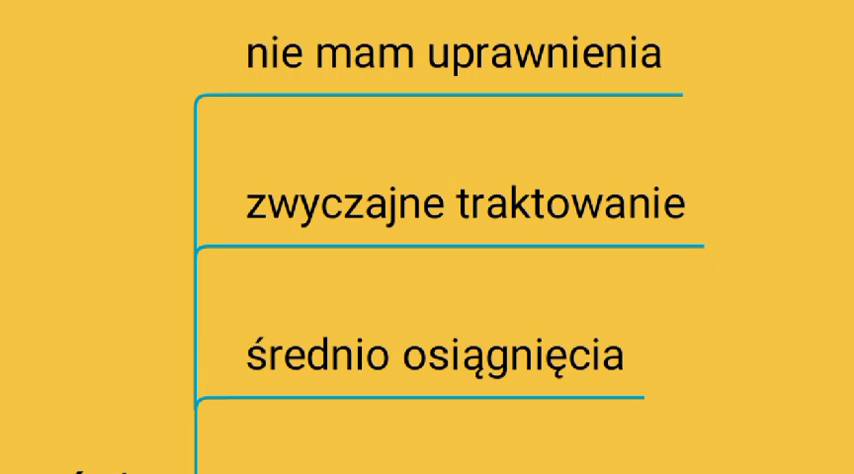 nie mam uprawnienia
zwyczajne traktowanie
średnio osiągnięcia